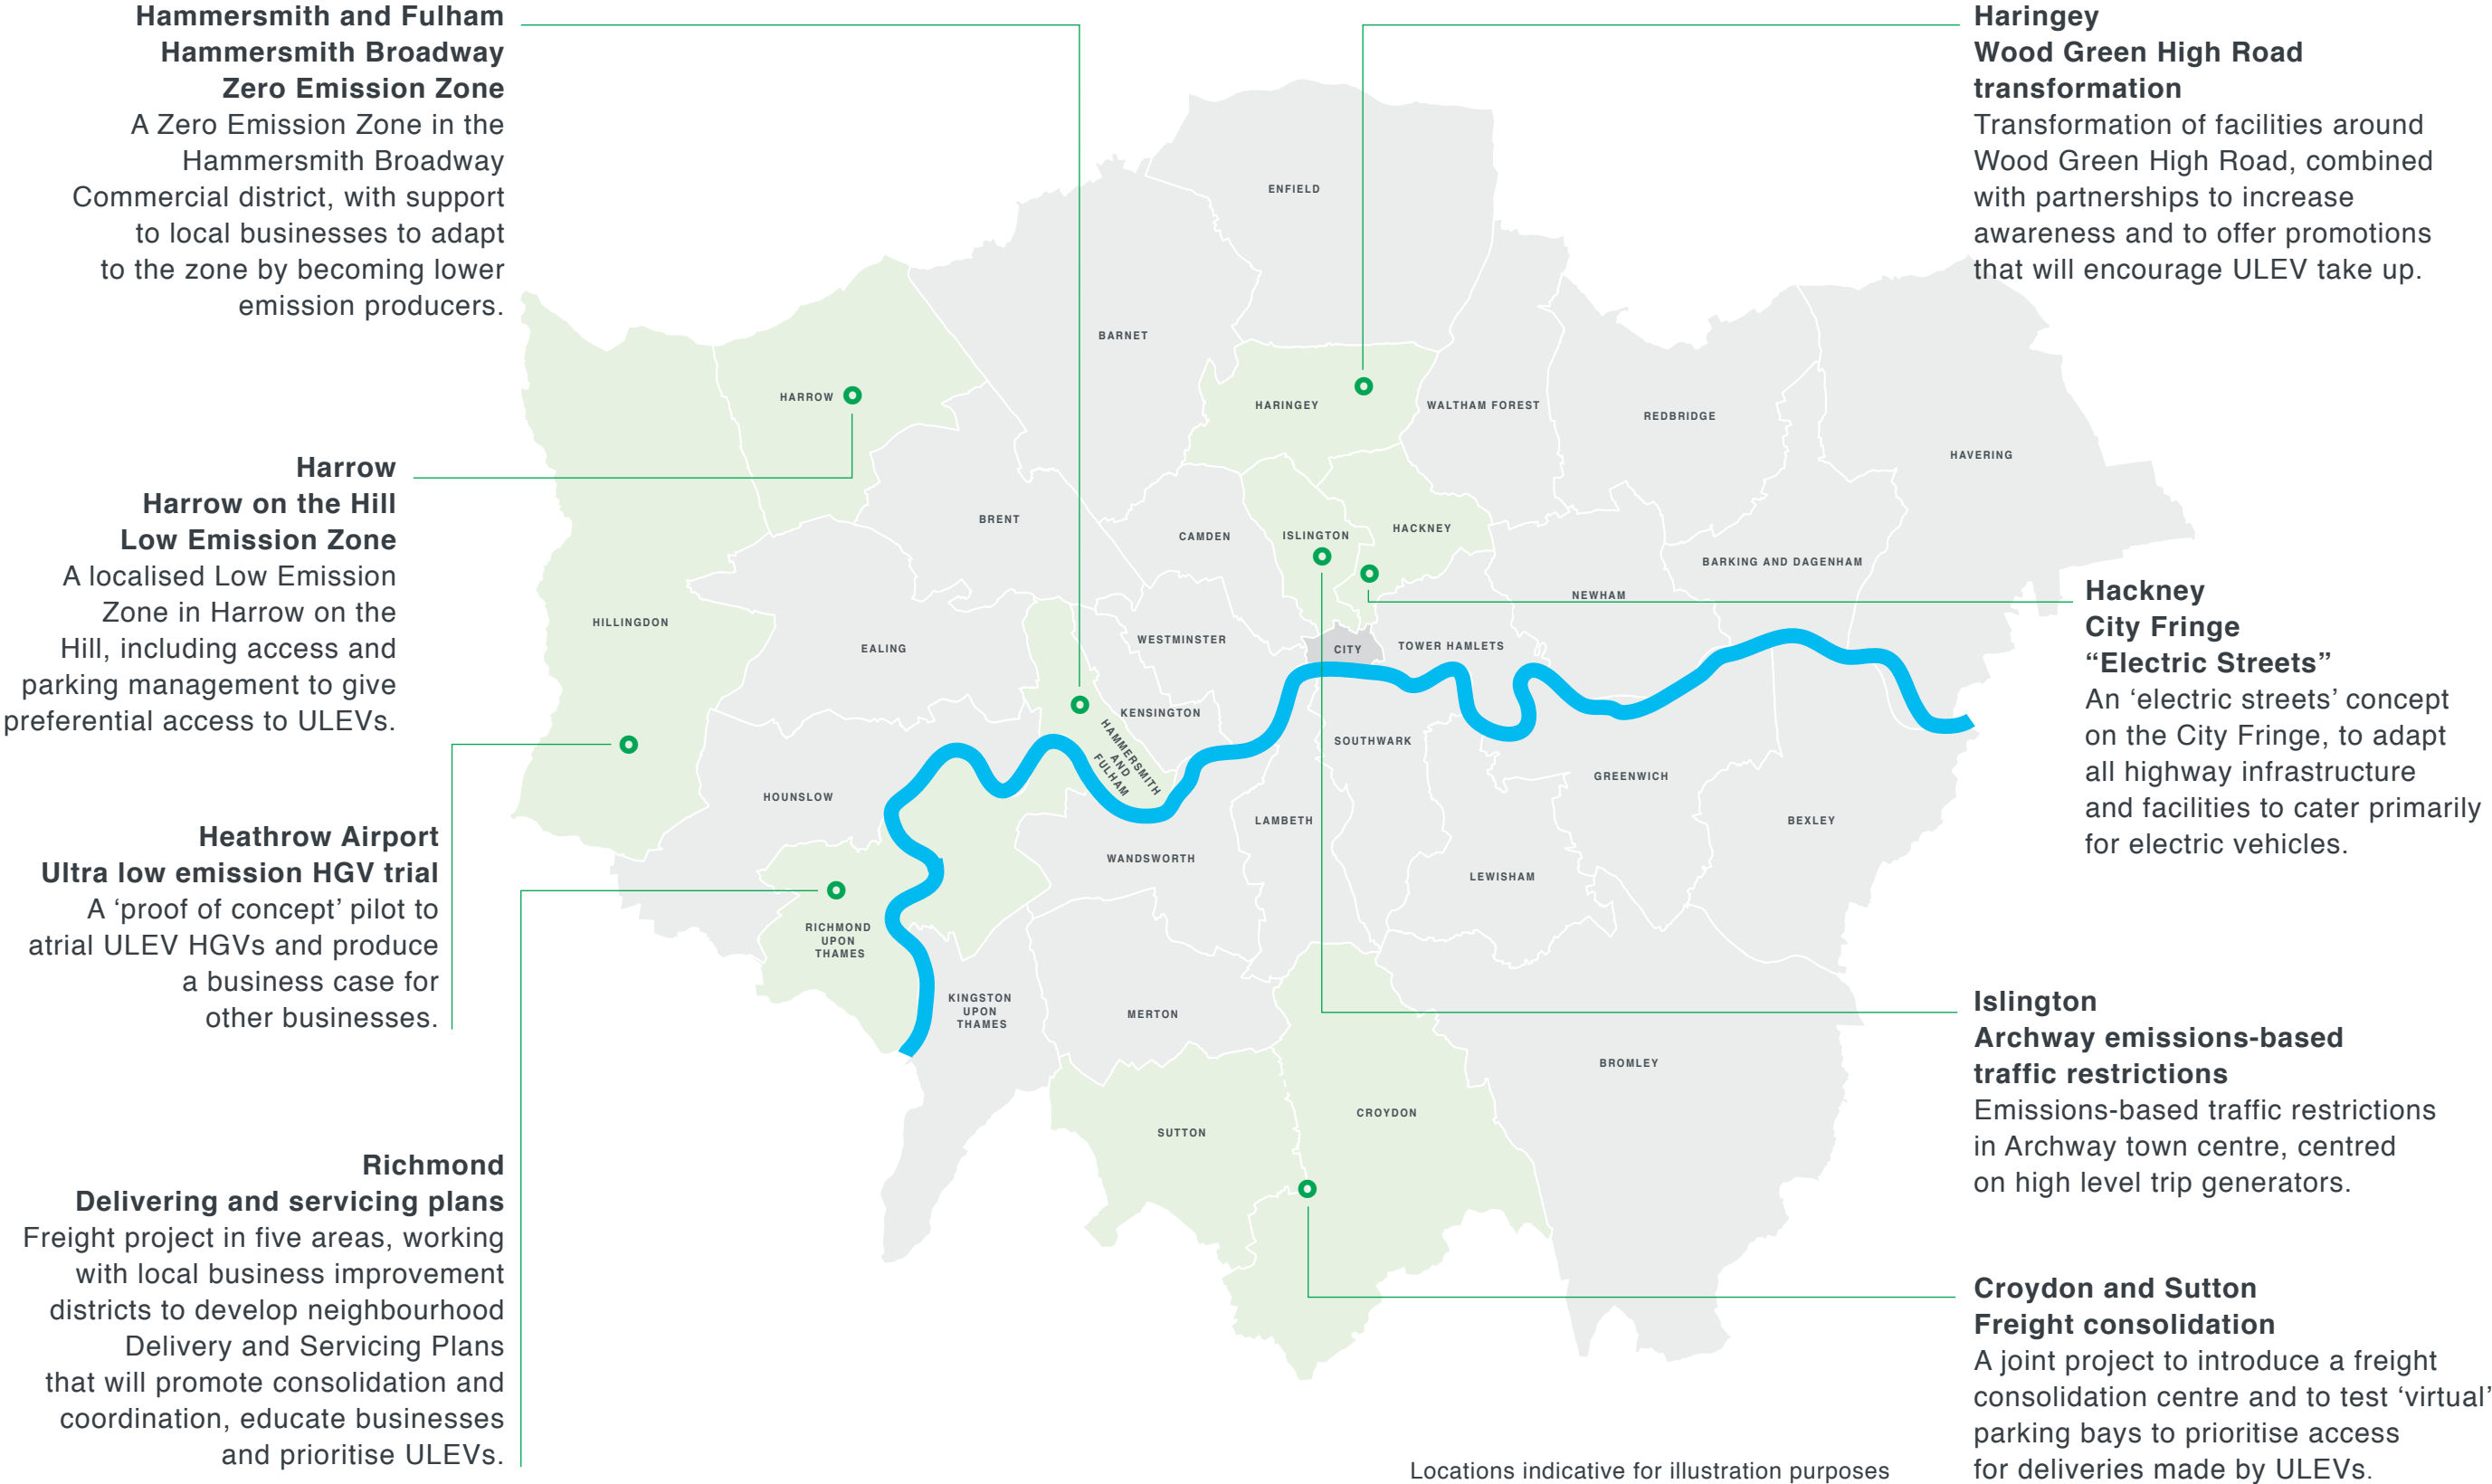 Hammersmith and Fulham
Hammersmith Broadway
Zero Emission Zone
A Zero Emission Zone in the
Hammersmith Broadway
Commercial district, with support
to local businesses to adapt
to the zone by becoming lower
emission producers.
Harrow
Harrow on the Hill
Low Emission Zone
A localised Low Emission
Zone in Harrow on the
Hill, including access and
parking management to give
preferential access to ULEVs.
Heathrow Airport
Ultra low emission HGV trial
A ‘proof of concept’ pilot to
atrial ULEV HGVs and produce
a business case for
other businesses.
Richmond
Delivering and servicing plans
Freight project in five areas, working
with local business improvement
districts to develop neighbourhood
Delivery and Servicing Plans
that will promote consolidation and
coordination, educate businesses
and prioritise ULEVs.
ENFIELD
BARNET
HARROW
HARINGEY
WALTHAM FOREST
REDBRIDGE
HAVERING
BRENT
CAMDEN
ISLINGTON
HACKNEY
BARKING AND DAGENHAM
NEWHAM
HILLINGDON
EALING
WESTMINSTER
CITY
TOWER HAMLETS
KENSINGTON
HAMMERSMITH
AND
FULHAM
SOUTHWARK
GREENWICH
HOUNSLOW
LAMBETH
BEXLEY
WANDSWORTH
LEWISHAM
RICHMOND
UPON
THAMES
KINGSTON
UPON
THAMES
MERTON
BROMLEY
CROYDON
SUTTON
Haringey
Wood Green High Road
transformation
Transformation of facilities around
Wood Green High Road, combined
with partnerships to increase
awareness and to offer promotions
that will encourage ULEV take up.
Hackney
City Fringe
“Electric Streets”
An ‘electric streets’ concept
on the City Fringe, to adapt
all highway infrastructure
and facilities to cater primarily
for electric vehicles.
Islington
Archway emissions-based
traffic restrictions
Emissions-based traffic restrictions
in Archway town centre, centred
on high level trip generators.
Croydon and Sutton
Freight consolidation
A joint project to introduce a freight
consolidation centre and to test ‘virtual’
parking bays to prioritise access
for deliveries made by ULEVs.
Locations indicative for illustration purposes